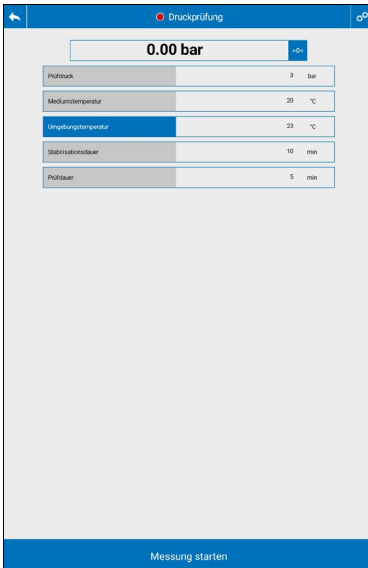 Druckprüfung
0.00 bar >0<
Prüfdruck 3 bar
Mediumstemperatur 20 °C
Umgebungstemperatur 23 °C
Stabilisationsdauer 10 min
Prüfdauer 5 min
Messung starten